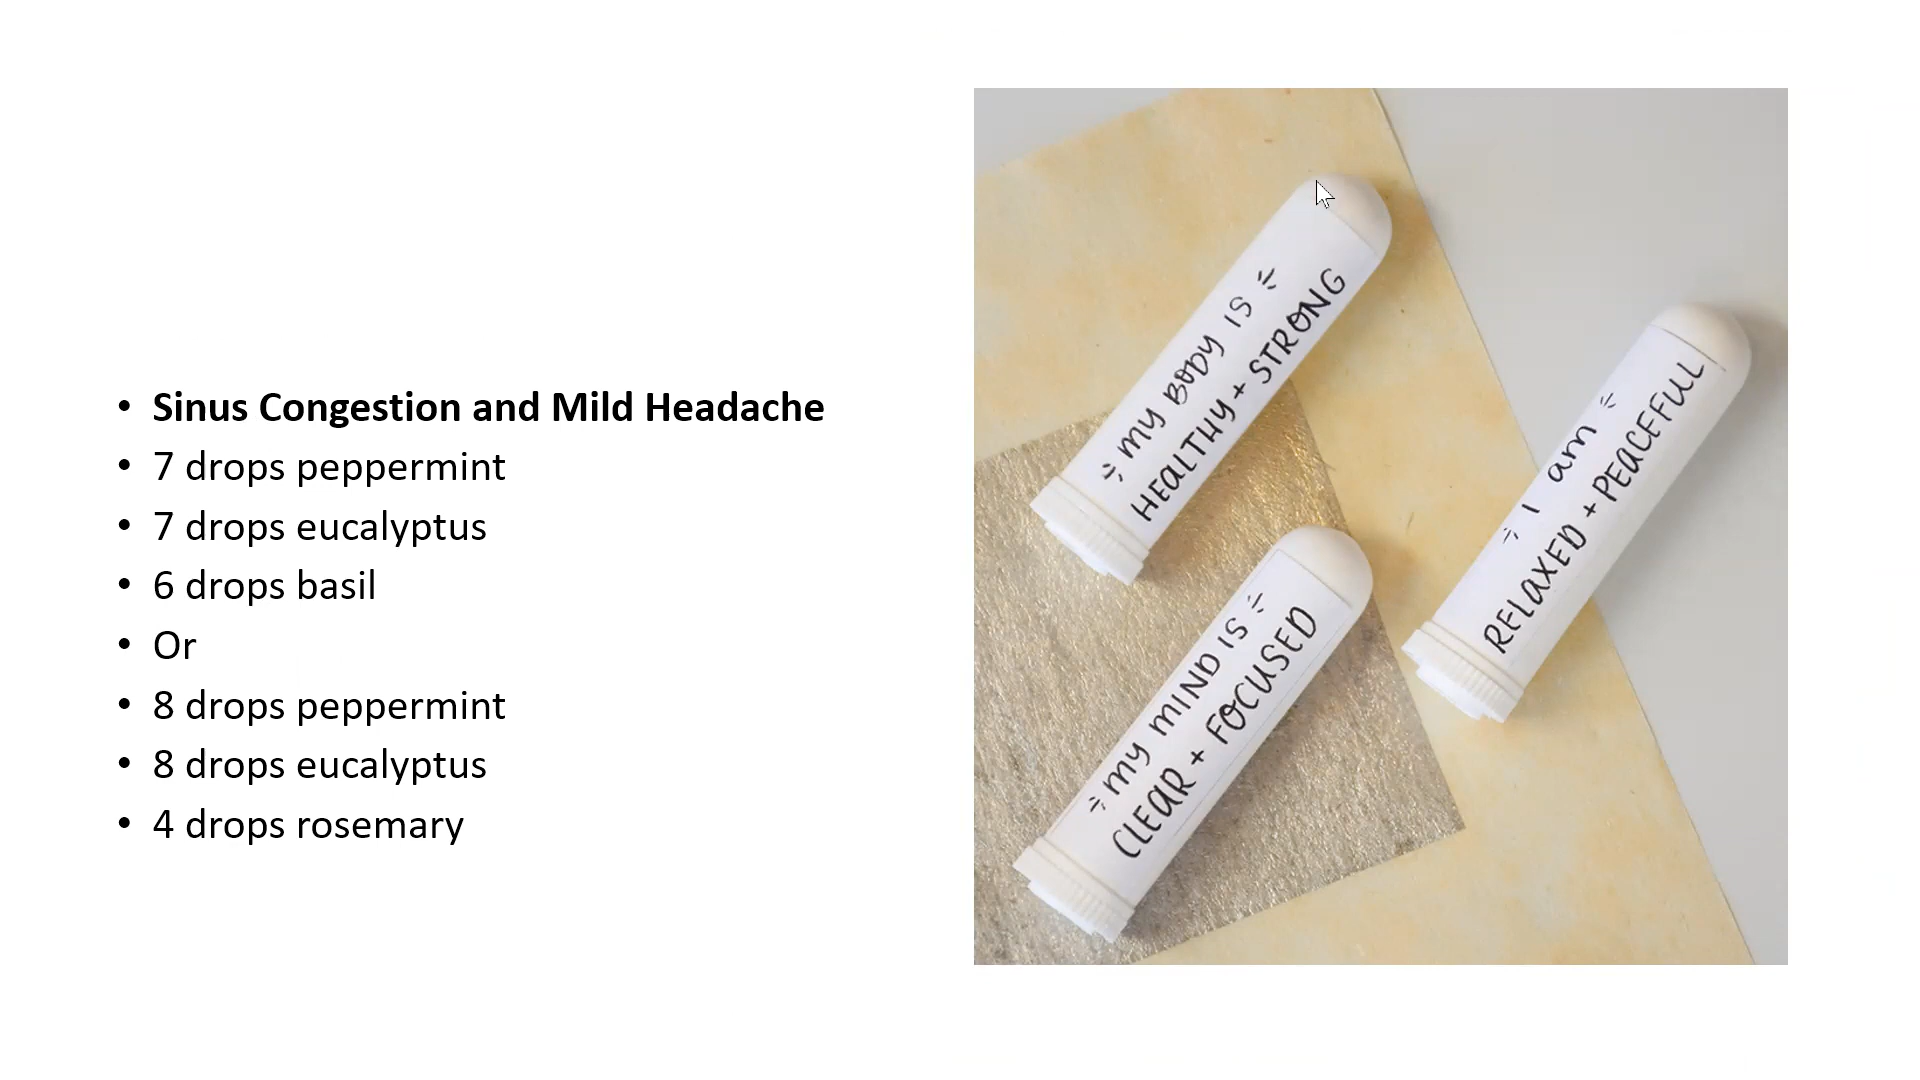 Sinus Congestion and Mild Headache
7 drops peppermint
7 drops eucalyptus
6 drops basil
Or
8 drops peppermint
8 drops eucalyptus
4 drops rosemary
my BODY IS
HEALTHY + STRONG
I am
RELAXED + PEACEFUL
my MIND IS
CLEAR + FOCUSED